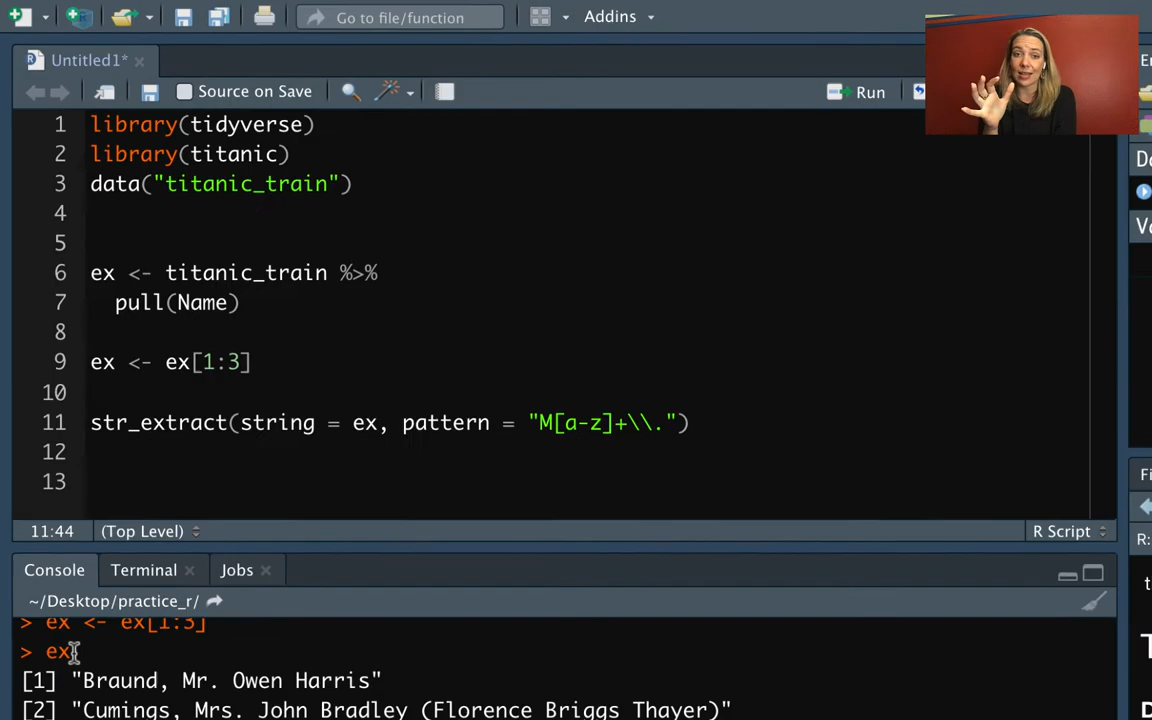 Go to file/function
Addins
Untitled1*
Source on Save
Run
1 library(tidyverse)
2 library(titanic)
3 data("titanic_train")
4
5
6 ex <- titanic_train %>%
7 pull(Name)
8
9 ex <- ex[1:3]
10
11 str_extract(string = ex, pattern = "M[a-z]+\\.")
12
13
11:44 (Top Level) R Script
Console Terminal Jobs
~/Desktop/practice_r/
> ex <- ex[1:3]
> ex
[1] "Braund, Mr. Owen Harris"
[2] "Cumings, Mrs. John Bradley (Florence Briggs Thayer)"